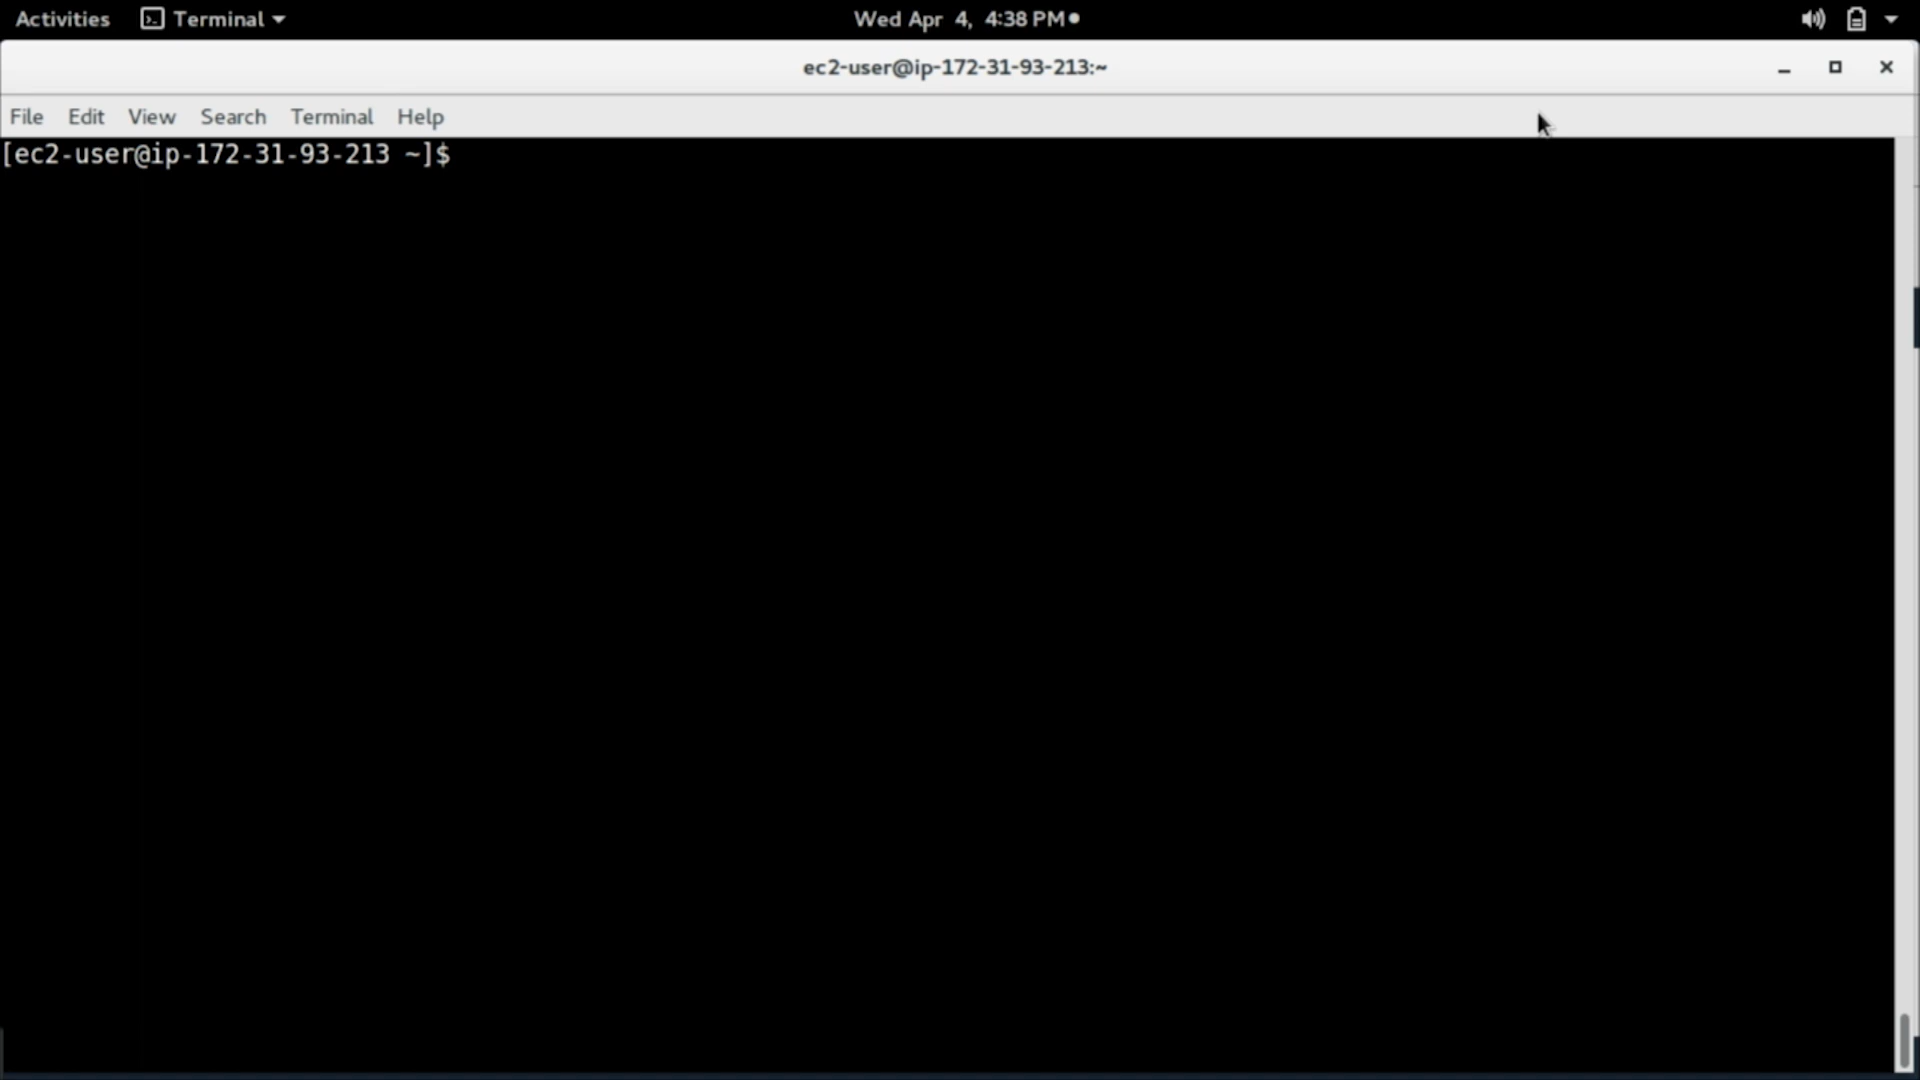 Activities Terminal Wed Apr 4, 4:38 PM
ec2-user@ip-172-31-93-213:~
File Edit View Search Terminal Help
[ec2-user@ip-172-31-93-213 ~]$